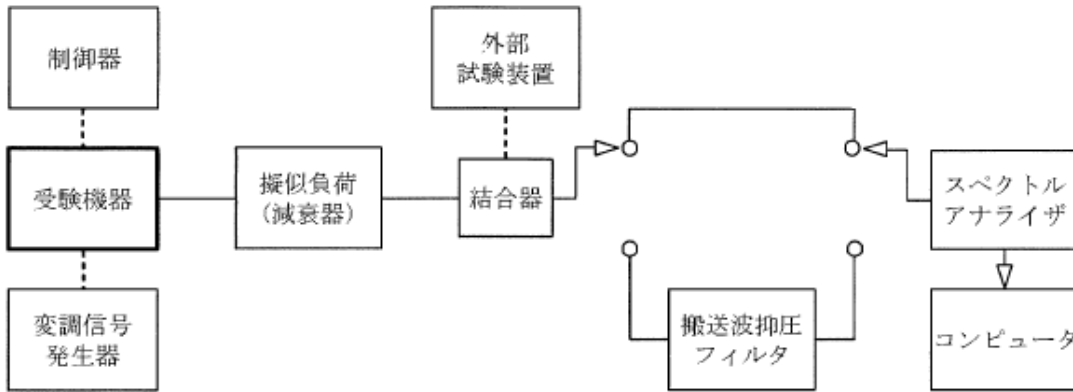 制御器
外部
試験装置
受験機器
擬似負荷
(減衰器)
結合器
スペクトル
アナライザ
変調信号
発生器
搬送波抑圧
フィルタ
コンピュータ